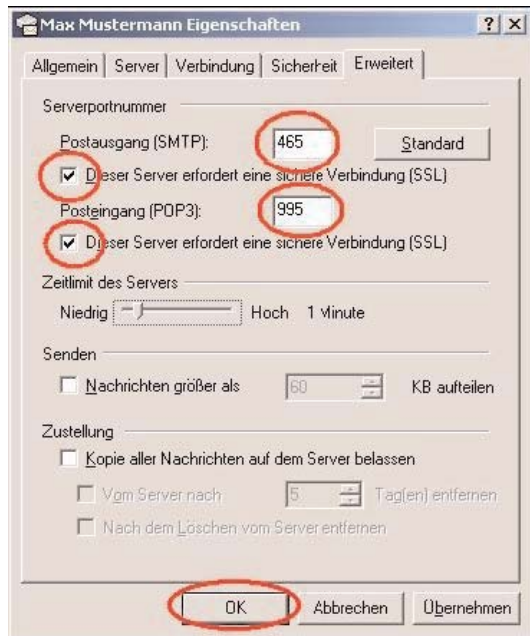 Max Mustermann Eigenschaften
Allgemein Server Verbindung Sicherheit Erweitert
Serverportnummer
Postausgang (SMTP): 465 Standard
Dieser Server erfordert eine sichere Verbindung (SSL)
Posteingang (POP3): 995
Dieser Server erfordert eine sichere Verbindung (SSL)
Zeitlimit des Servers
Niedrig Hoch 1 Minute
Senden
Nachrichten größer als 60 KB aufteilen
Zustellung
Kopie aller Nachrichten auf dem Server belassen
Vom Server nach 5 Tag(en) entfernen
Nach dem Löschen vom Server entfernen
OK Abbrechen Übernehmen